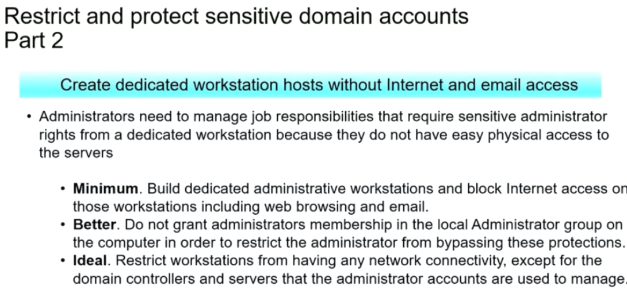 Restrict and protect sensitive domain accounts
Part 2
Create dedicated workstation hosts without Internet and email access
• Administrators need to manage job responsibilities that require sensitive administrator
rights from a dedicated workstation because they do not have easy physical access to
the servers
• Minimum. Build dedicated administrative workstations and block Internet access on
those workstations including web browsing and email.
• Better. Do not grant administrators membership in the local Administrator group on
the computer in order to restrict the administrator from bypassing these protections.
• Ideal. Restrict workstations from having any network connectivity, except for the
domain controllers and servers that the administrator accounts are used to manage.